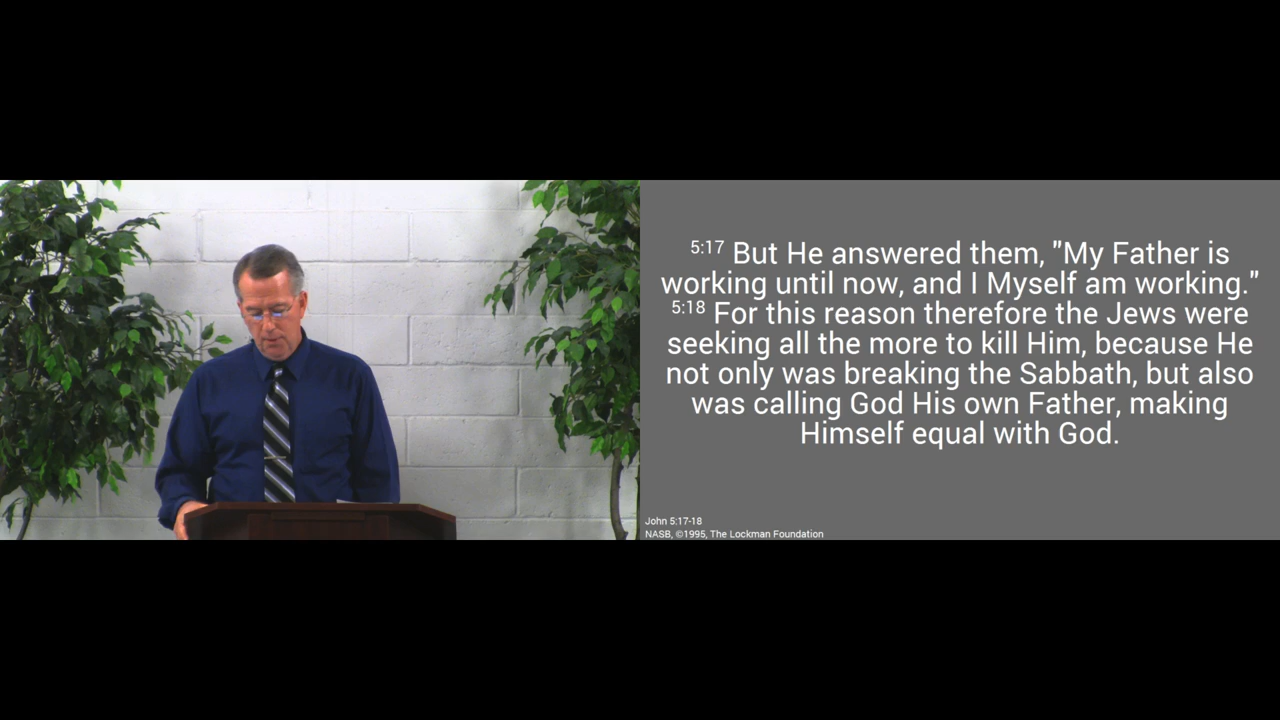 5:17 But He answered them, "My Father is
working until now, and I Myself am working."
5:18 For this reason therefore the Jews were
seeking all the more to kill Him, because He
not only was breaking the Sabbath, but also
was calling God His own Father, making
Himself equal with God.
John 5:17-18
NASB, ©1995, The Lockman Foundation